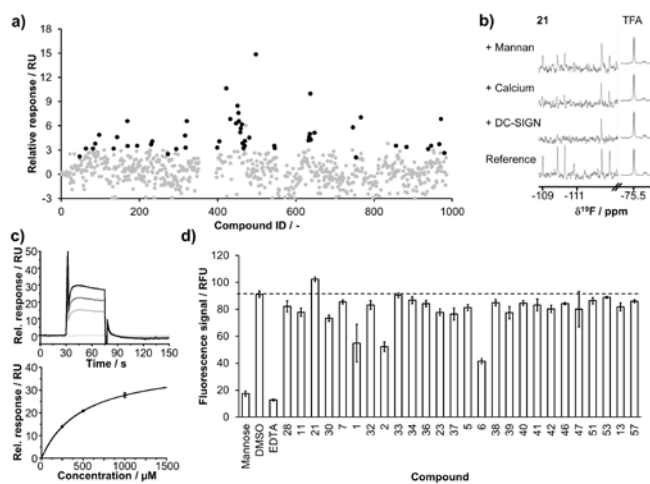 a)
Relative response / RU
18
15
12
9
6
3
0
-3
0 200 400 600 800 1000
Compound ID / -
b)
21 TFA
+ Mannan
+ Calcium
+ DC-SIGN
Reference
-109 -111 -75.5
δ¹⁹F / ppm
c)
Rel. response / RU
50
40
30
20
10
0
0 30 60 90 120 150
Time / s
Rel. response / RU
40
30
20
10
0
0 500 1000 1500
Concentration / µM
d)
Fluorescence signal / RFU
120
100
80
60
40
20
0
Mannose DMSO EDTA 28 11 21 30 7 1 32 2 33 34 36 23 37 5 6 38 39 40 41 42 46 47 51 53 13 57
Compound